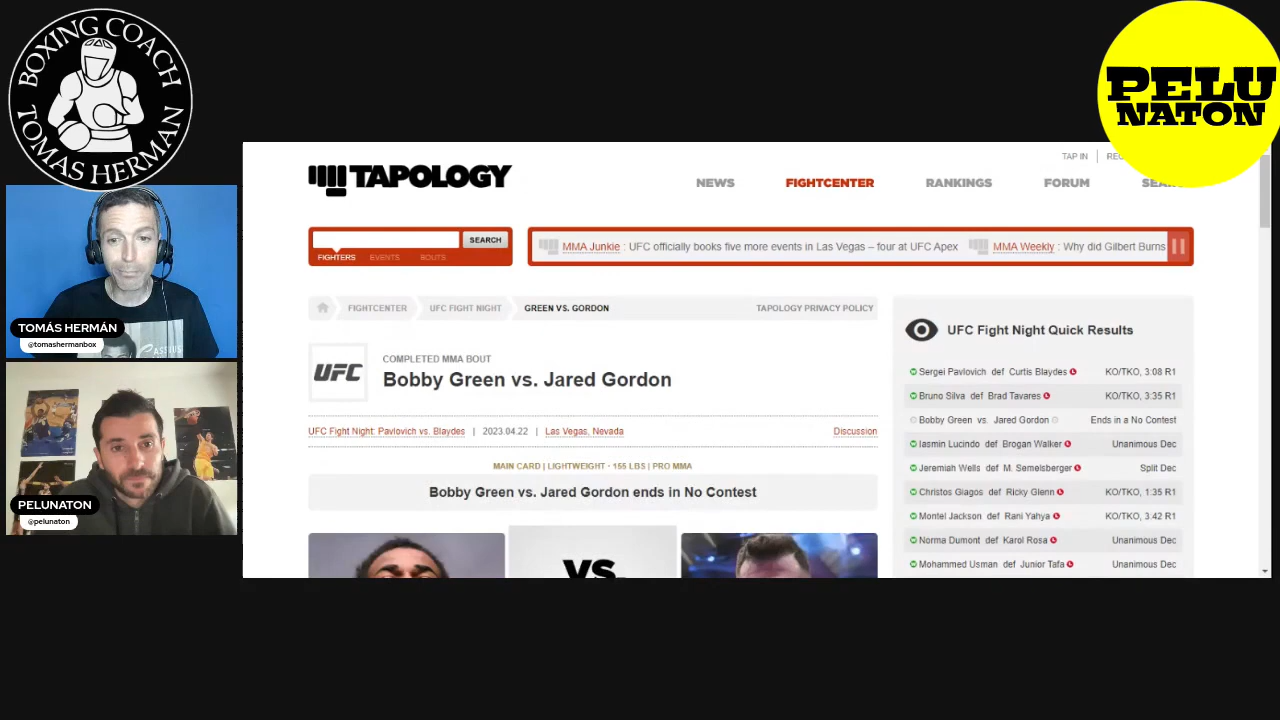 BOXING COACH
TOMAS HERMAN
PELU
NATON
TOMÁS HERMÁN
@tomashermanbox
CASSIUS
PELUNATON
@pelunaton
TAPOLOGY
TAP IN
NEWS
FIGHTCENTER
RANKINGS
FORUM
SEARCH
FIGHTERS
EVENTS
BOUTS
MMA Junkie : UFC officially books five more events in Las Vegas – four at UFC Apex
MMA Weekly : Why did Gilbert Burns
FIGHTCENTER
UFC FIGHT NIGHT
GREEN VS. GORDON
TAPOLOGY PRIVACY POLICY
UFC
COMPLETED MMA BOUT
Bobby Green vs. Jared Gordon
UFC Fight Night: Pavlovich vs. Blaydes | 2023.04.22 | Las Vegas, Nevada
Discussion
MAIN CARD | LIGHTWEIGHT · 155 LBS | PRO MMA
Bobby Green vs. Jared Gordon ends in No Contest
VS.
UFC Fight Night Quick Results
Sergei Pavlovich def Curtis Blaydes L KO/TKO, 3:08 R1
Bruno Silva def Brad Tavares L KO/TKO, 3:35 R1
Bobby Green vs. Jared Gordon Ends in a No Contest
Iasmin Lucindo def Brogan Walker L Unanimous Dec
Jeremiah Wells def M. Semelsberger L Split Dec
Christos Giagos def Ricky Glenn L KO/TKO, 1:35 R1
Montel Jackson def Rani Yahya L KO/TKO, 3:42 R1
Norma Dumont def Karol Rosa L Unanimous Dec
Mohammed Usman def Junior Tafa L Unanimous Dec